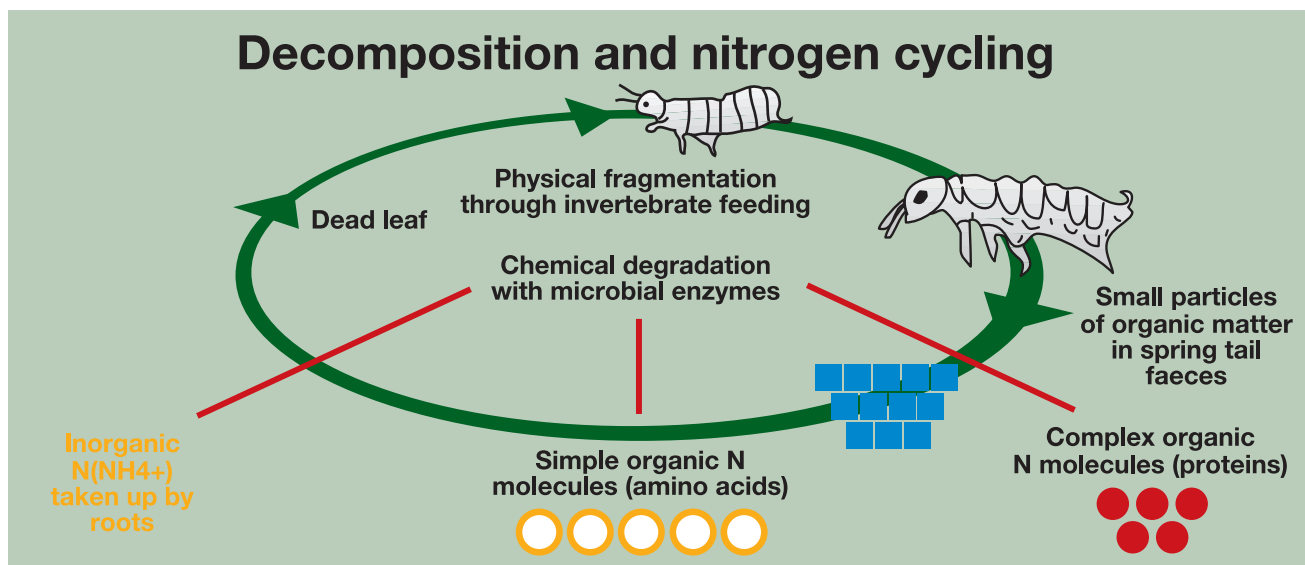 Decomposition and nitrogen cycling
Physical fragmentation
through invertebrate feeding
Dead leaf
Chemical degradation
with microbial enzymes
Small particles
of organic matter
in spring tail
faeces
Inorganic
N(NH4+)
taken up by
roots
Simple organic N
molecules (amino acids)
Complex organic
N molecules (proteins)